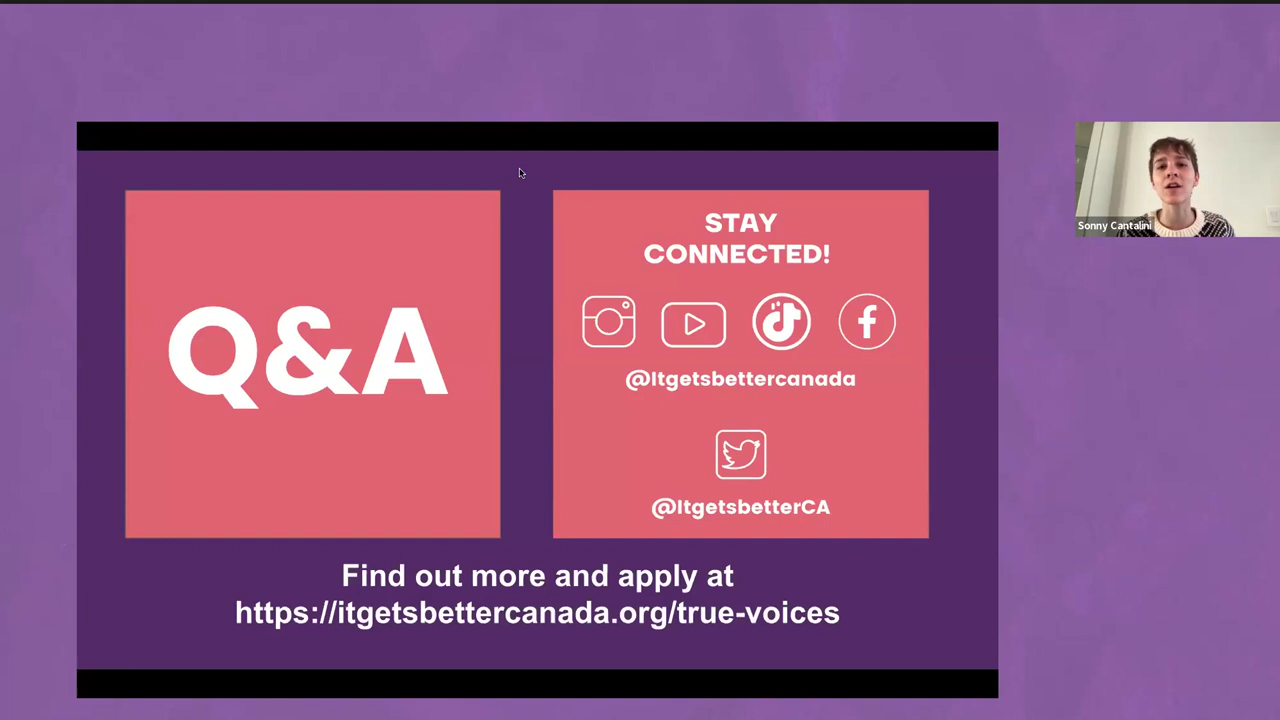 Q&A
STAY
CONNECTED!
@Itgetsbettercanada
@ItgetsbetterCA
Find out more and apply at
https://itgetsbettercanada.org/true-voices
Sonny Cantalini